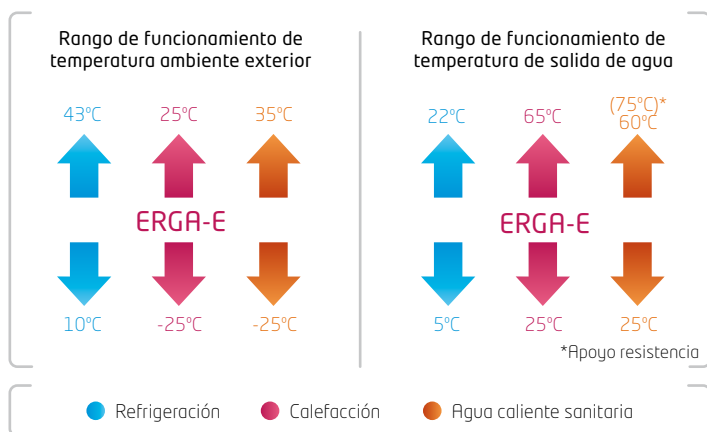 Rango de funcionamiento de
temperatura ambiente exterior
43ºC 25ºC 35ºC
ERGA-E
10ºC -25ºC -25ºC
Rango de funcionamiento de
temperatura de salida de agua
(75ºC)*
22ºC 65ºC 60ºC
ERGA-E
5ºC 25ºC 25ºC
*Apoyo resistencia
Refrigeración Calefacción Agua caliente sanitaria